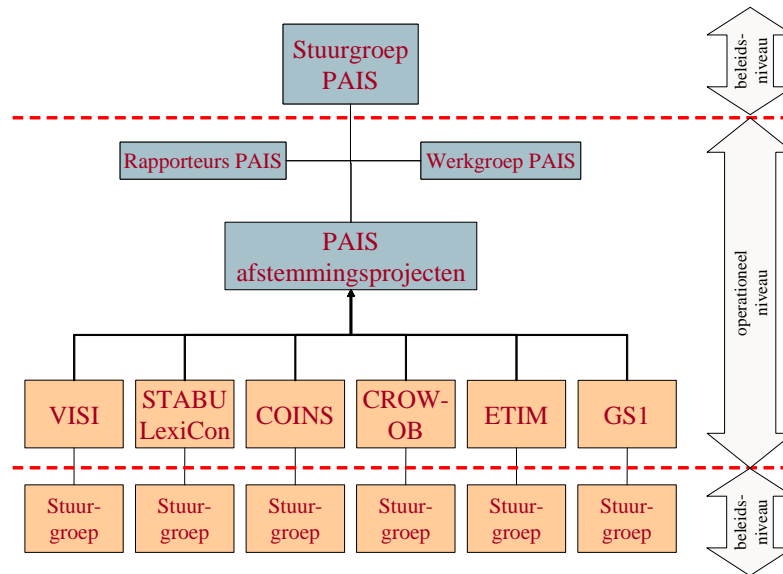 Stuurgroep
PAIS
beleids-
niveau
Rapporteurs PAIS
Werkgroep PAIS
PAIS
afstemmingsprojecten
operationeel
niveau
VISI
STABU
LexiCon
COINS
CROW-
OB
ETIM
GS1
Stuur-
groep
Stuur-
groep
Stuur-
groep
Stuur-
groep
Stuur-
groep
Stuur-
groep
beleids-
niveau